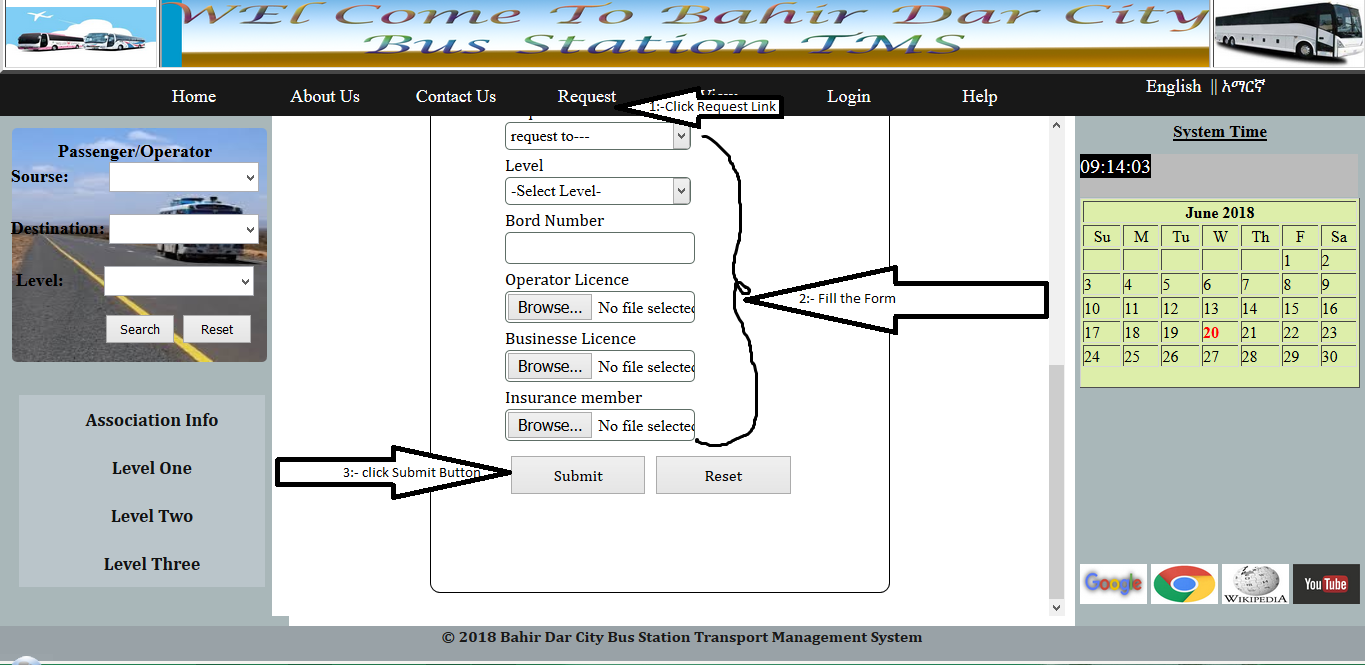 WEl Come To Bahir Dar City
Bus Station TMS
Home About Us Contact Us Request View Login Help
English || አማርኛ
1:-Click Request Link
Passenger/Operator
Sourse:
Destination:
Level:
Search Reset
Association Info
Level One
Level Two
Level Three
request to---
Level
-Select Level-
Bord Number
Operator Licence
Browse... No file selected
Businesse Licence
Browse... No file selected
Insurance member
Browse... No file selected
2:- Fill the Form
3:- click Submit Button
Submit Reset
System Time
09:14:03
June 2018
Su M Tu W Th F Sa
1 2
3 4 5 6 7 8 9
10 11 12 13 14 15 16
17 18 19 20 21 22 23
24 25 26 27 28 29 30
Google
WIKIPEDIA
YouTube
© 2018 Bahir Dar City Bus Station Transport Management System